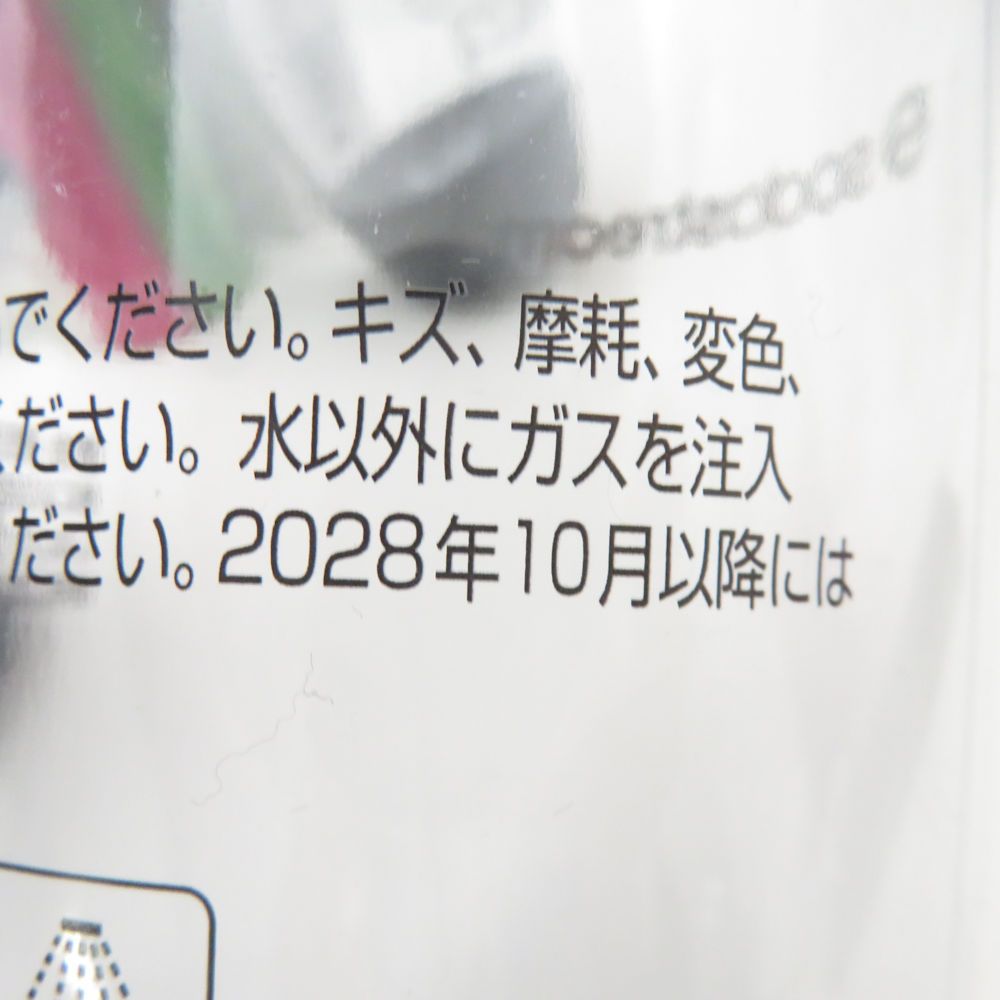 でください。キズ、摩耗、変色、
ください。水以外にガスを注入
ださい。2028年10月以降には